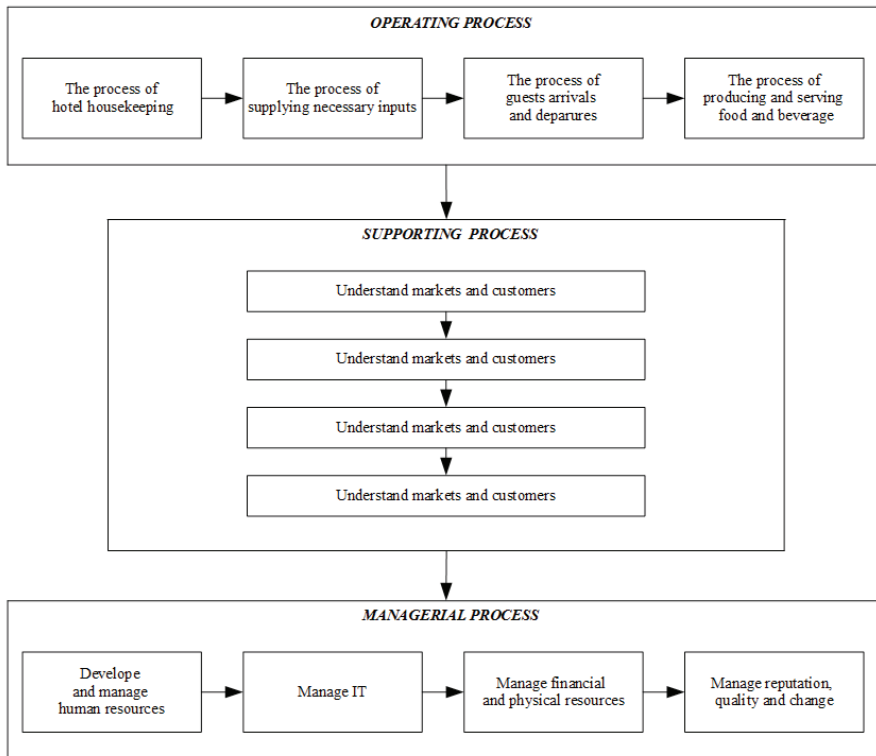 OPERATING PROCESS
The process of
hotel housekeeping
The process of
supplying necessary inputs
The process of
guests arrivals
and deparures
The process of
producing and serving
food and beverage
SUPPORTING PROCESS
Understand markets and customers
Understand markets and customers
Understand markets and customers
Understand markets and customers
MANAGERIAL PROCESS
Develope
and manage
human resources
Manage IT
Manage financial
and physical resources
Manage reputation,
quality and change